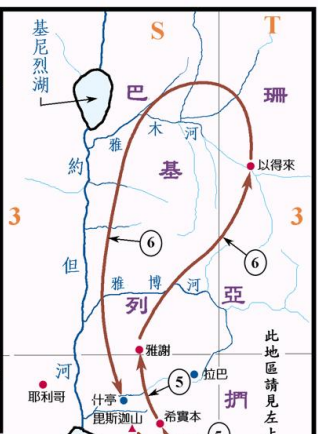 S
T
基尼烈湖
巴珊
雅木河
基列
以得來
約但河
3
3
6
6
雅博河
亞捫
雅謝
5
拉巴
耶利哥
什亭
毘斯迦山
希實本
此地區請見左上
5